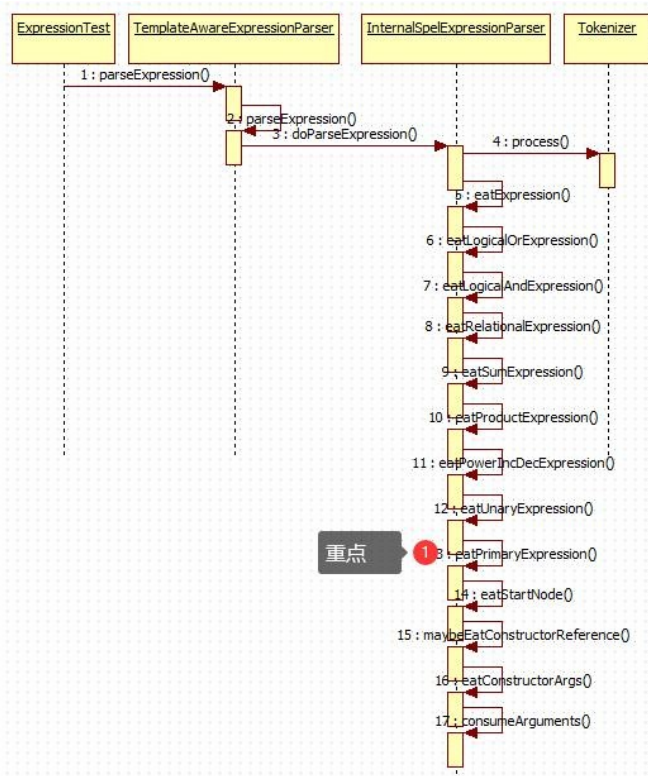 ExpressionTest TemplateAwareExpressionParser InternalSpelExpressionParser Tokenizer
1 : parseExpression()
2 : parseExpression()
3 : doParseExpression()
4 : process()
5 : eatExpression()
6 : eatLogicalOrExpression()
7 : eatLogicalAndExpression()
8 : eatRelationalExpression()
9 : eatSumExpression()
10 : eatProductExpression()
11 : eatPowerIncDecExpression()
12 : eatUnaryExpression()
重点 1 3 : eatPrimaryExpression()
14 : eatStartNode()
15 : maybeEatConstructorReference()
16 : eatConstructorArgs()
17 : consumeArguments()